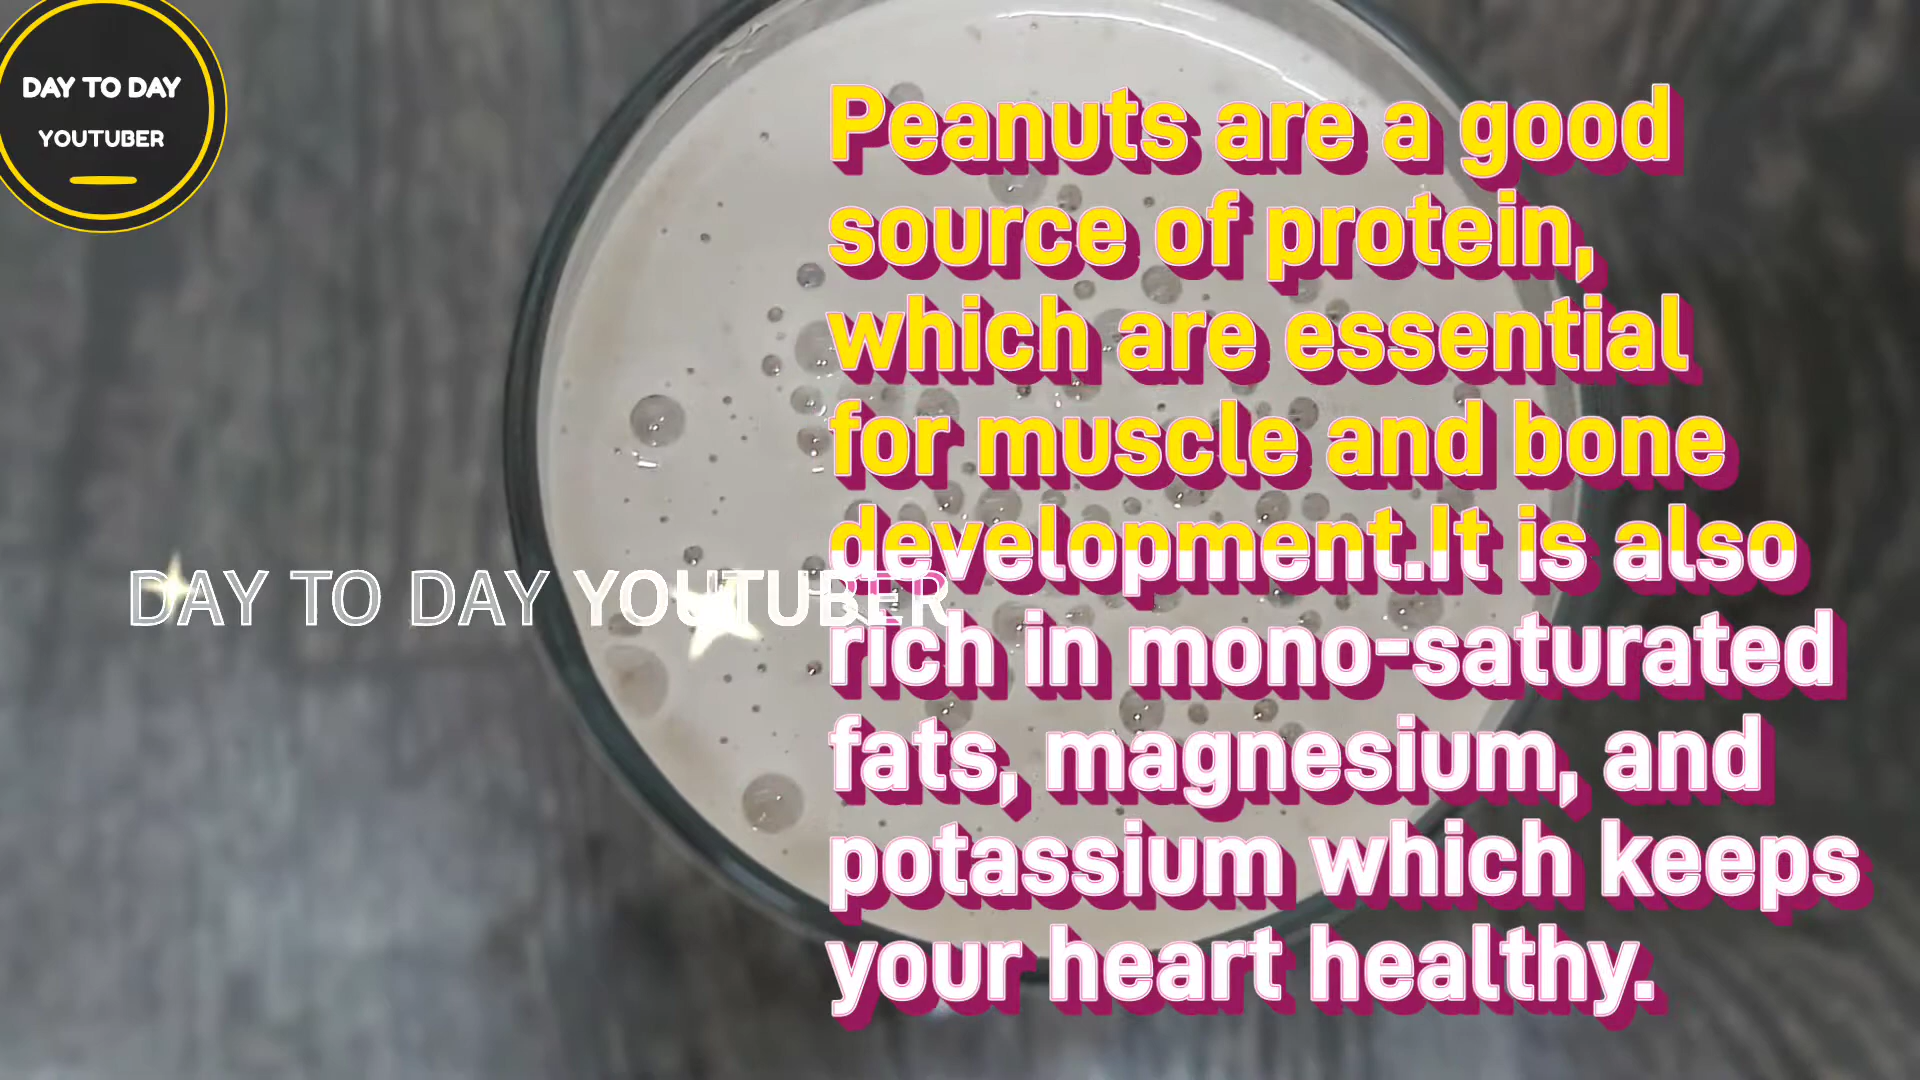 DAY TO DAY
YOUTUBER
Peanuts are a good
source of protein,
which are essential
for muscle and bone
development.It is also
DAY TO DAY YOUTUBER
rich in mono-saturated
fats, magnesium, and
potassium which keeps
your heart healthy.